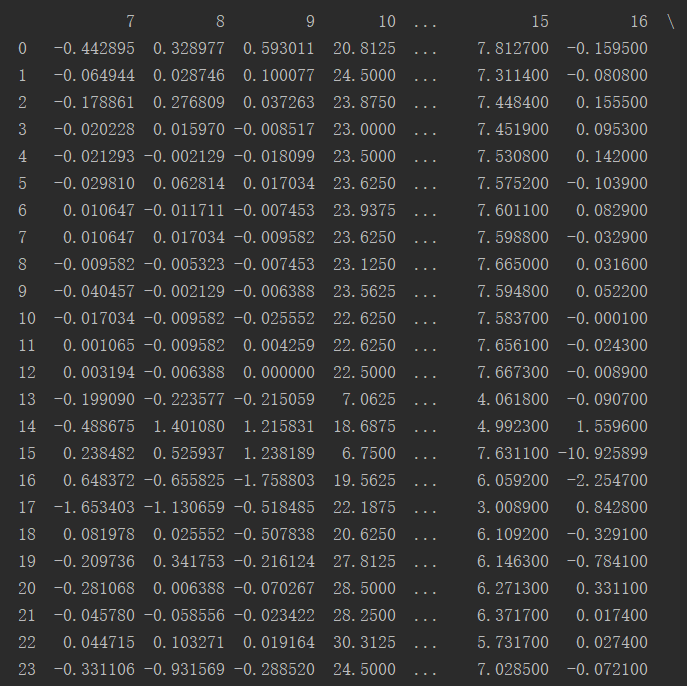 7 8 9 10 ... 15 16 \
0 -0.442895 0.328977 0.593011 20.8125 ... 7.812700 -0.159500
1 -0.064944 0.028746 0.100077 24.5000 ... 7.311400 -0.080800
2 -0.178861 0.276809 0.037263 23.8750 ... 7.448400 0.155500
3 -0.020228 0.015970 -0.008517 23.0000 ... 7.451900 0.095300
4 -0.021293 -0.002129 -0.018099 23.5000 ... 7.530800 0.142000
5 -0.029810 0.062814 0.017034 23.6250 ... 7.575200 -0.103900
6 0.010647 -0.011711 -0.007453 23.9375 ... 7.601100 0.082900
7 0.010647 0.017034 -0.009582 23.6250 ... 7.598800 -0.032900
8 -0.009582 -0.005323 -0.007453 23.1250 ... 7.665000 0.031600
9 -0.040457 -0.002129 -0.006388 23.5625 ... 7.594800 0.052200
10 -0.017034 -0.009582 -0.025552 22.6250 ... 7.583700 -0.000100
11 0.001065 -0.009582 0.004259 22.6250 ... 7.656100 -0.024300
12 0.003194 -0.006388 0.000000 22.5000 ... 7.667300 -0.008900
13 -0.199090 -0.223577 -0.215059 7.0625 ... 4.061800 -0.090700
14 -0.488675 1.401080 1.215831 18.6875 ... 4.992300 1.559600
15 0.238482 0.525937 1.238189 6.7500 ... 7.631100 -10.925899
16 0.648372 -0.655825 -1.758803 19.5625 ... 6.059200 -2.254700
17 -1.653403 -1.130659 -0.518485 22.1875 ... 3.008900 0.842800
18 0.081978 0.025552 -0.507838 20.6250 ... 6.109200 -0.329100
19 -0.209736 0.341753 -0.216124 27.8125 ... 6.146300 -0.784100
20 -0.281068 0.006388 -0.070267 28.5000 ... 6.271300 0.331100
21 -0.045780 -0.058556 -0.023422 28.2500 ... 6.371700 0.017400
22 0.044715 0.103271 0.019164 30.3125 ... 5.731700 0.027400
23 -0.331106 -0.931569 -0.288520 24.5000 ... 7.028500 -0.072100